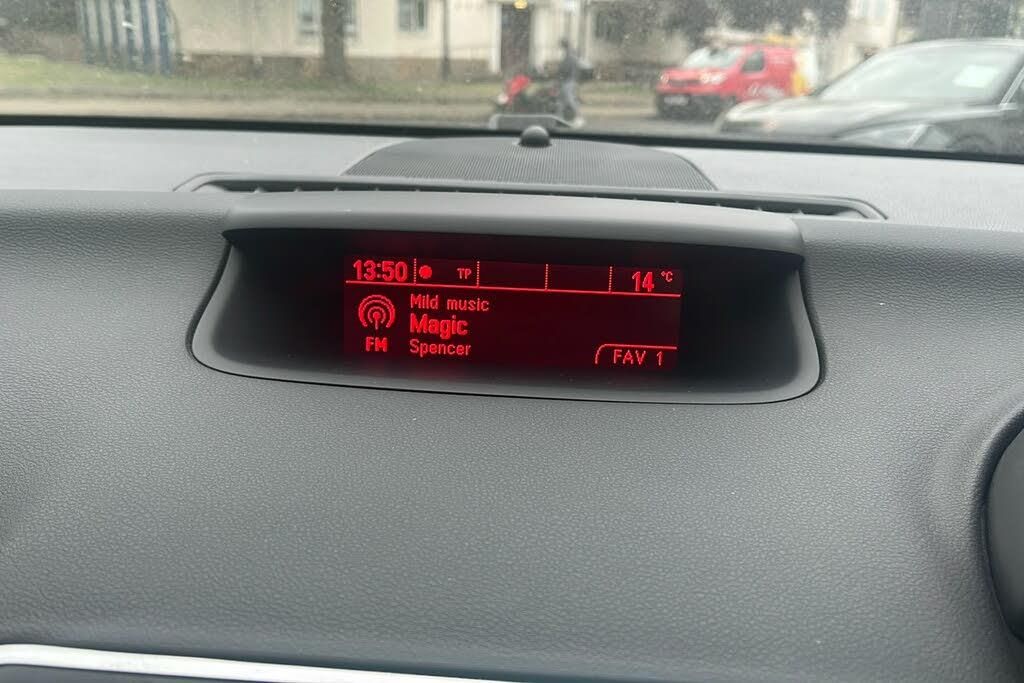 13:50 TP 14 °C
Mild music
Magic
FM Spencer
FAV 1